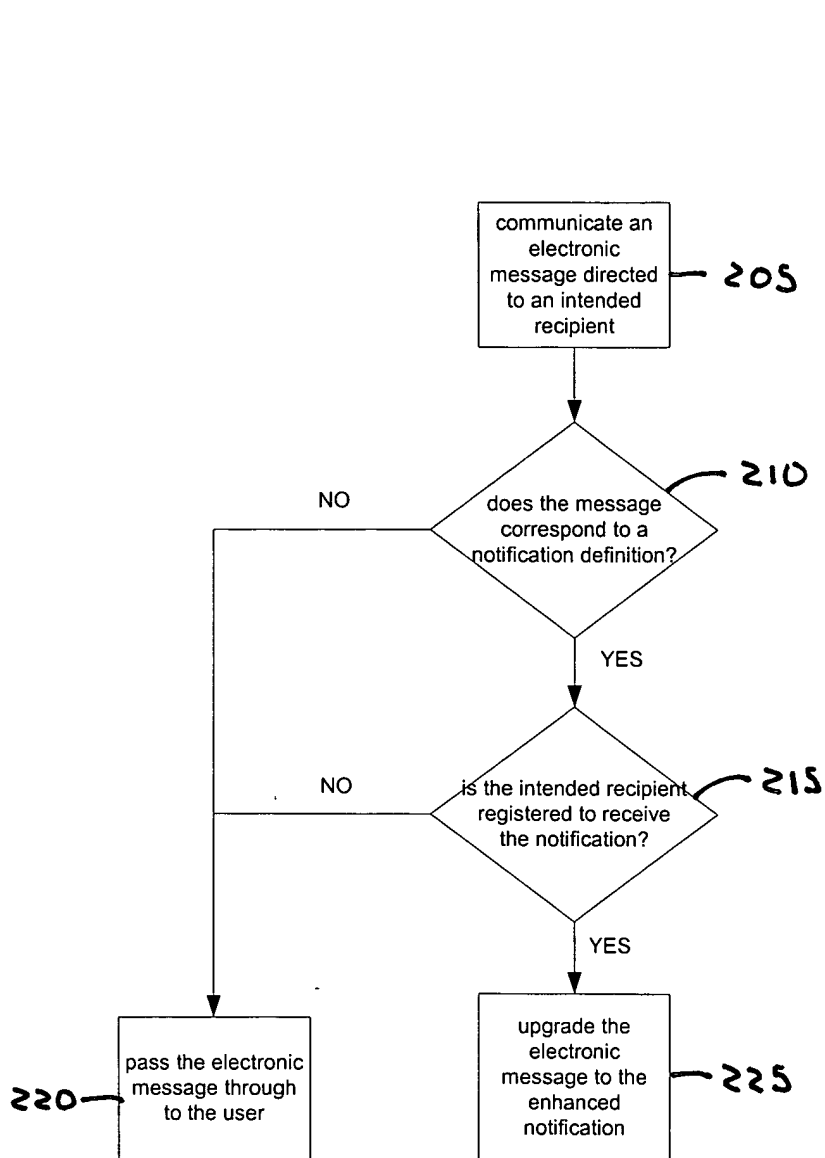 communicate an
electronic
message directed
to an intended
recipient
205
210
NO
does the message
correspond to a
notification definition?
YES
215
NO
is the intended recipient
registered to receive
the notification?
YES
220
pass the electronic
message through
to the user
upgrade the
electronic
message to the
enhanced
notification
225